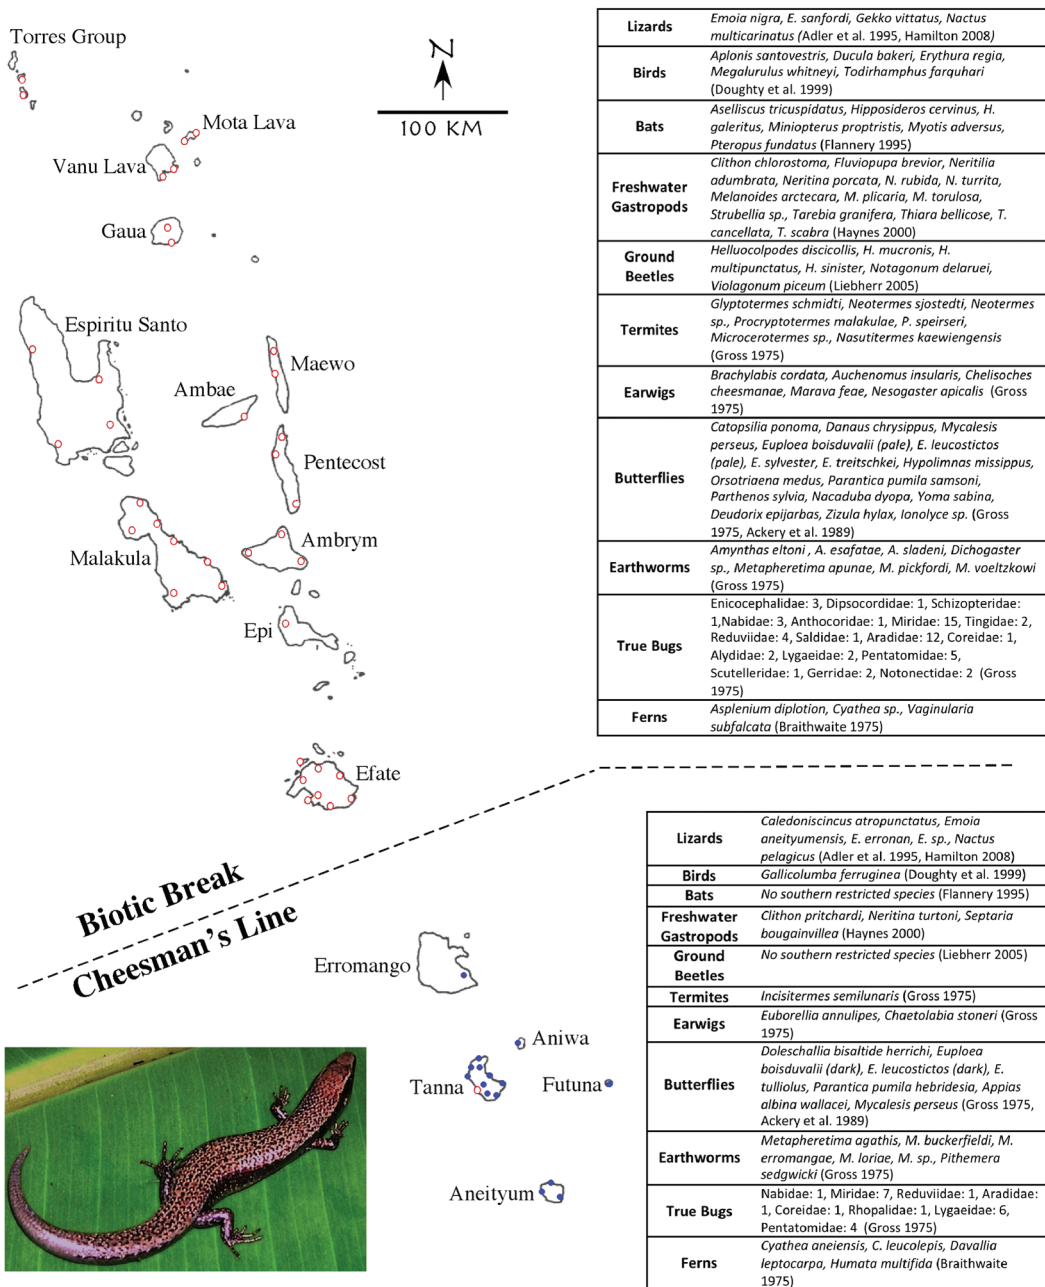 Torres Group
N
100 KM
Mota Lava
Vanu Lava
Gaua
Espiritu Santo
Maewo
Ambae
Pentecost
Ambrym
Malakula
Epi
Efate
Biotic Break
Cheesman's Line
Erromango
Aniwa
Tanna
Futuna
Aneityum
Lizards
Emoia nigra, E. sanfordi, Gekko vittatus, Nactus
multicarinatus (Adler et al. 1995, Hamilton 2008)
Birds
Aplonis santovestris, Ducula bakeri, Erythura regia,
Megalurulus whitneyi, Todirhamphus farquhari
(Doughty et al. 1999)
Bats
Aselliscus tricuspidatus, Hipposideros cervinus, H.
galeritus, Miniopterus proptristis, Myotis adversus,
Pteropus fundatus (Flannery 1995)
Freshwater
Gastropods
Clithon chlorostoma, Fluviopupa brevior, Neritilia
adumbrata, Neritina porcata, N. rubida, N. turrita,
Melanoides arctecara, M. plicaria, M. torulosa,
Strubellia sp., Tarebia granifera, Thiara bellicose, T.
cancellata, T. scabra (Haynes 2000)
Ground
Beetles
Helluocolpodes discicollis, H. mucronis, H.
multipunctatus, H. sinister, Notagonum delaruei,
Violagonum piceum (Liebherr 2005)
Termites
Glyptotermes schmidti, Neotermes sjostedti, Neotermes
sp., Procryptotermes malakulae, P. speirseri,
Microcerotermes sp., Nasutitermes kaewiengensis
(Gross 1975)
Earwigs
Brachylabis cordata, Auchenomus insularis, Chelisoches
cheesmanae, Marava feae, Nesogaster apicalis (Gross
1975)
Butterflies
Catopsilia ponoma, Danaus chrysippus, Mycalesis
perseus, Euploea boisduvalii (pale), E. leucostictos
(pale), E. sylvester, E. treitschkei, Hypolimnas missippus,
Orsotriaena medus, Parantica pumila samsoni,
Parthenos sylvia, Nacaduba dyopa, Yoma sabina,
Deudorix epijarbas, Zizula hylax, Ionolyce sp. (Gross
1975, Ackery et al. 1989)
Earthworms
Amynthas eltoni , A. esafatae, A. sladeni, Dichogaster
sp., Metapheretima apunae, M. pickfordi, M. voeltzkowi
(Gross 1975)
True Bugs
Enicocephalidae: 3, Dipsocordidae: 1, Schizopteridae:
1,Nabidae: 3, Anthocoridae: 1, Miridae: 15, Tingidae: 2,
Reduviidae: 4, Saldidae: 1, Aradidae: 12, Coreidae: 1,
Alydidae: 2, Lygaeidae: 2, Pentatomidae: 5,
Scutelleridae: 1, Gerridae: 2, Notonectidae: 2 (Gross
1975)
Ferns
Asplenium diplotion, Cyathea sp., Vaginularia
subfalcata (Braithwaite 1975)
Lizards
Caledoniscincus atropunctatus, Emoia
aneityumensis, E. erronan, E. sp., Nactus
pelagicus (Adler et al. 1995, Hamilton 2008)
Birds
Gallicolumba ferruginea (Doughty et al. 1999)
Bats
No southern restricted species (Flannery 1995)
Freshwater
Gastropods
Clithon pritchardi, Neritina turtoni, Septaria
bougainvillea (Haynes 2000)
Ground
Beetles
No southern restricted species (Liebherr 2005)
Termites
Incisitermes semilunaris (Gross 1975)
Earwigs
Euborellia annulipes, Chaetolabia stoneri (Gross
1975)
Butterflies
Doleschallia bisaltide herrichi, Euploea
boisduvalii (dark), E. leucostictos (dark), E.
tulliolus, Parantica pumila hebridesia, Appias
albina wallacei, Mycalesis perseus (Gross 1975,
Ackery et al. 1989)
Earthworms
Metapheretima agathis, M. buckerfieldi, M.
erromangae, M. loriae, M. sp., Pithemera
sedgwicki (Gross 1975)
True Bugs
Nabidae: 1, Miridae: 7, Reduviidae: 1, Aradidae:
1, Coreidae: 1, Rhopalidae: 1, Lygaeidae: 6,
Pentatomidae: 4 (Gross 1975)
Ferns
Cyathea aneiensis, C. leucolepis, Davallia
leptocarpa, Humata multifida (Braithwaite
1975)